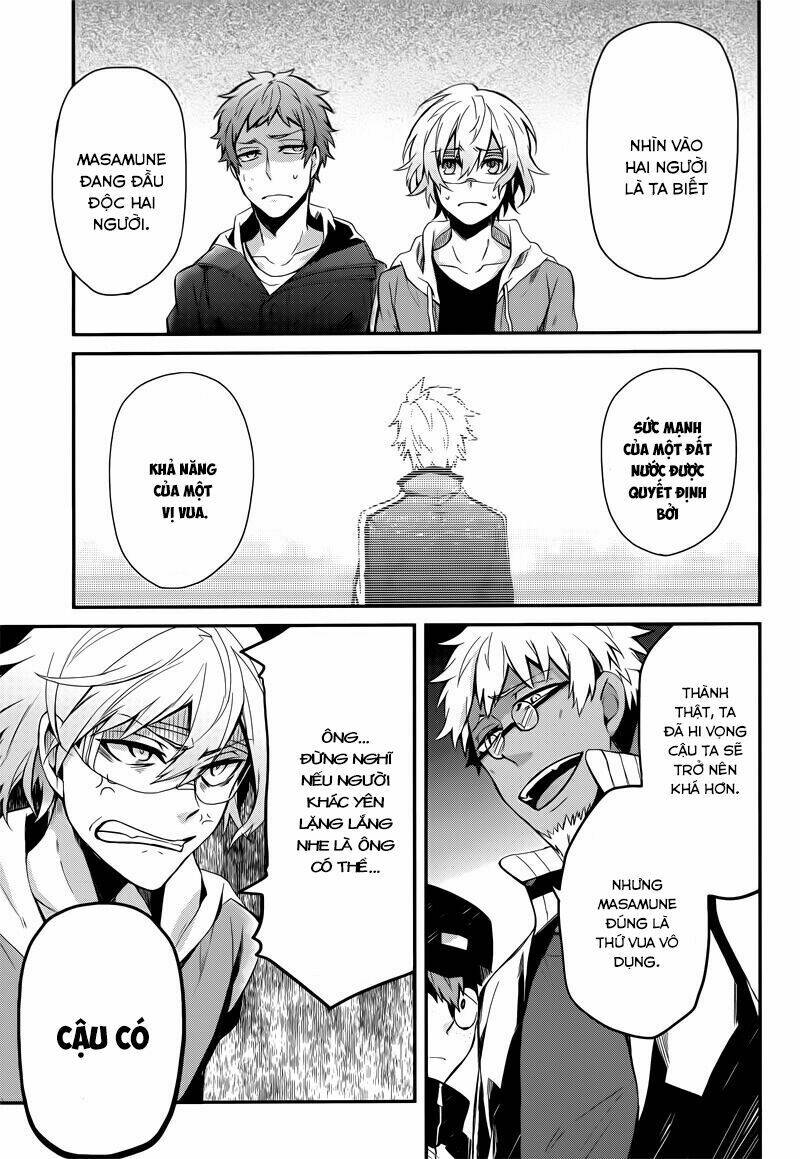 NHÌN VÀO
HAI NGƯỜI
LÀ TA BIẾT
MASAMUNE
ĐANG ĐẦU
ĐỘC HAI
NGƯỜI.
SỨC MẠNH
CỦA MỘT ĐẤT
NƯỚC ĐƯỢC
QUYẾT ĐỊNH
BỞI
KHẢ NĂNG
CỦA MỘT
VỊ VUA.
THÀNH
THẬT, TA
ĐÃ HI VỌNG
CẬU TA SẼ
TRỞ NÊN
KHÁ HƠN.
NHƯNG
MASAMUNE
ĐÚNG LÀ
THỨ VUA VÔ
DỤNG.
ÔNG...
ĐỪNG NGHĨ
NẾU NGƯỜI
KHÁC YÊN
LẶNG LẮNG
NHE LÀ ÔNG
CÓ THỂ...
CẬU CÓ